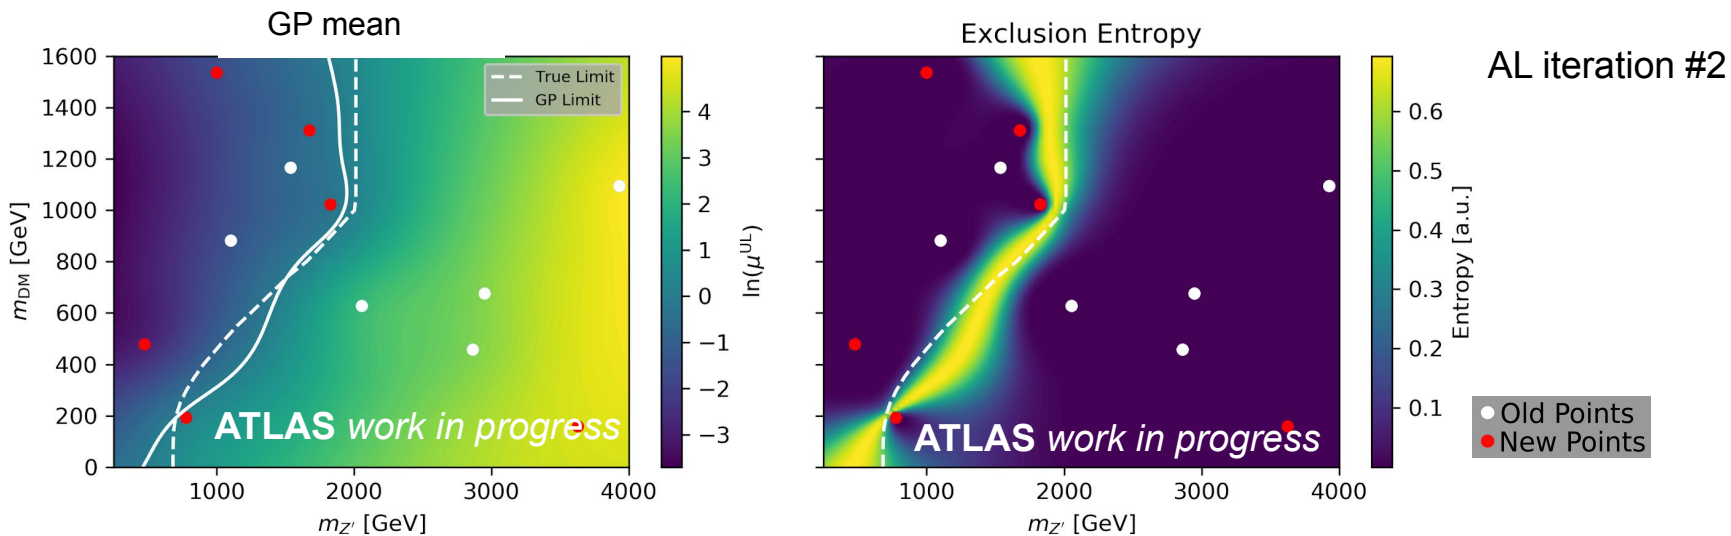 GP mean
1600
1400
1200
1000
800
600
400
200
0
m_DM [GeV]
True Limit
GP Limit
ATLAS work in progress
1000 2000 3000 4000
m_Z′ [GeV]
4
3
2
1
0
−1
−2
−3
ln(μ^UL)
Exclusion Entropy
ATLAS work in progress
1000 2000 3000 4000
m_Z′ [GeV]
0.6
0.5
0.4
0.3
0.2
0.1
Entropy [a.u.]
AL iteration #2
Old Points
New Points